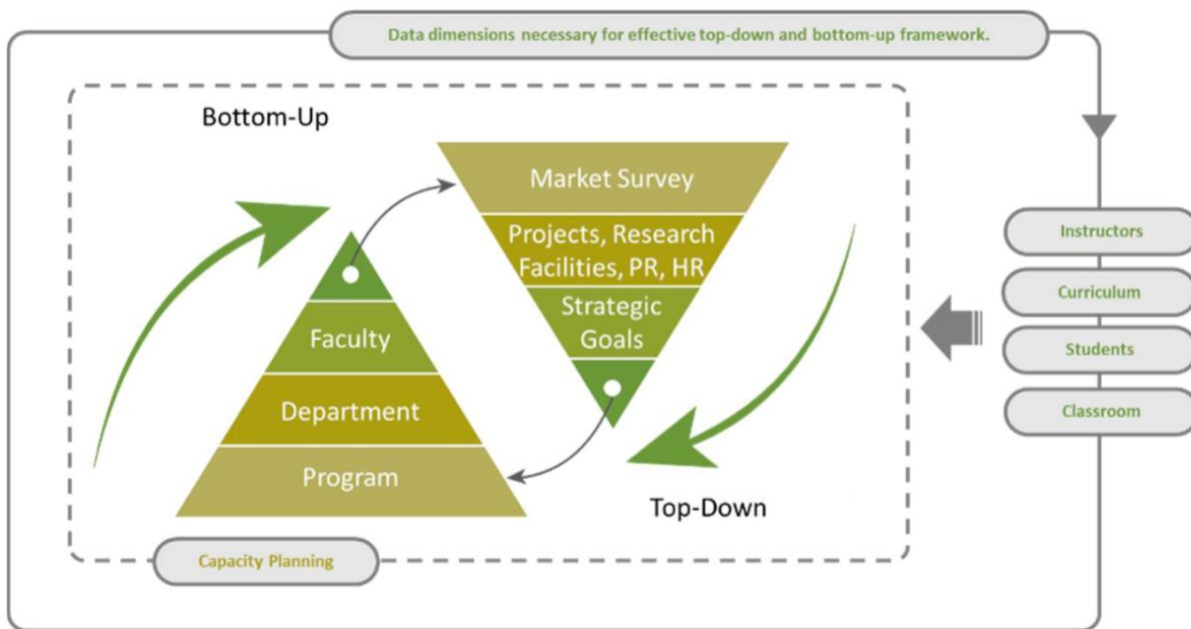 Data dimensions necessary for effective top-down and bottom-up framework.
Bottom-Up
Market Survey
Projects, Research
Facilities, PR, HR
Strategic
Goals
Faculty
Department
Program
Top-Down
Capacity Planning
Instructors
Curriculum
Students
Classroom